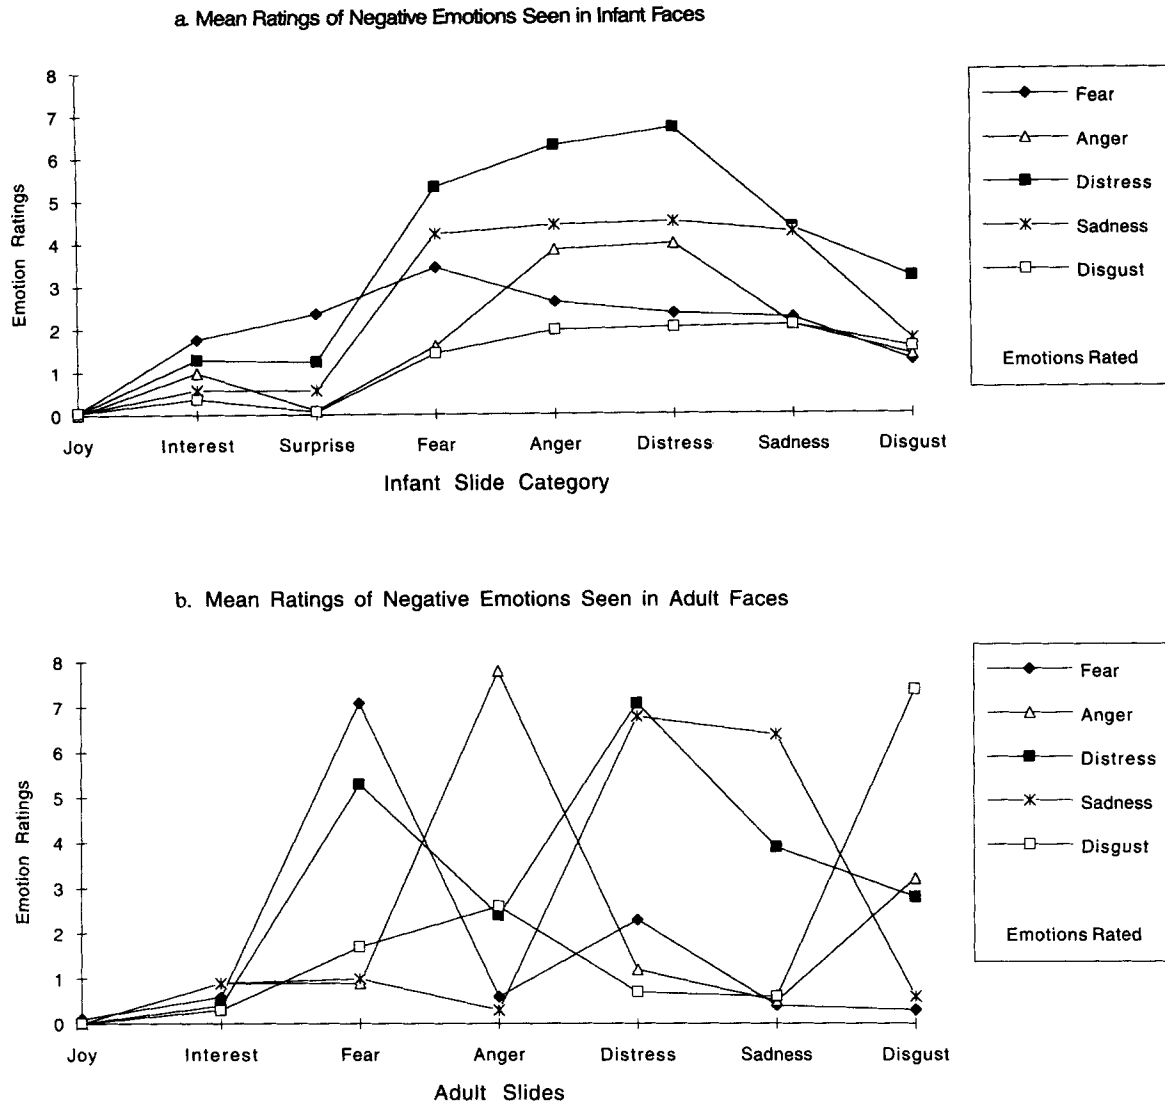 a. Mean Ratings of Negative Emotions Seen in Infant Faces
8
7
6
5
4
3
2
1
0
Emotion Ratings
Joy Interest Surprise Fear Anger Distress Sadness Disgust
Infant Slide Category
Fear
Anger
Distress
Sadness
Disgust
Emotions Rated
b. Mean Ratings of Negative Emotions Seen in Adult Faces
8
7
6
5
4
3
2
1
0
Emotion Ratings
Joy Interest Fear Anger Distress Sadness Disgust
Adult Slides
Fear
Anger
Distress
Sadness
Disgust
Emotions Rated